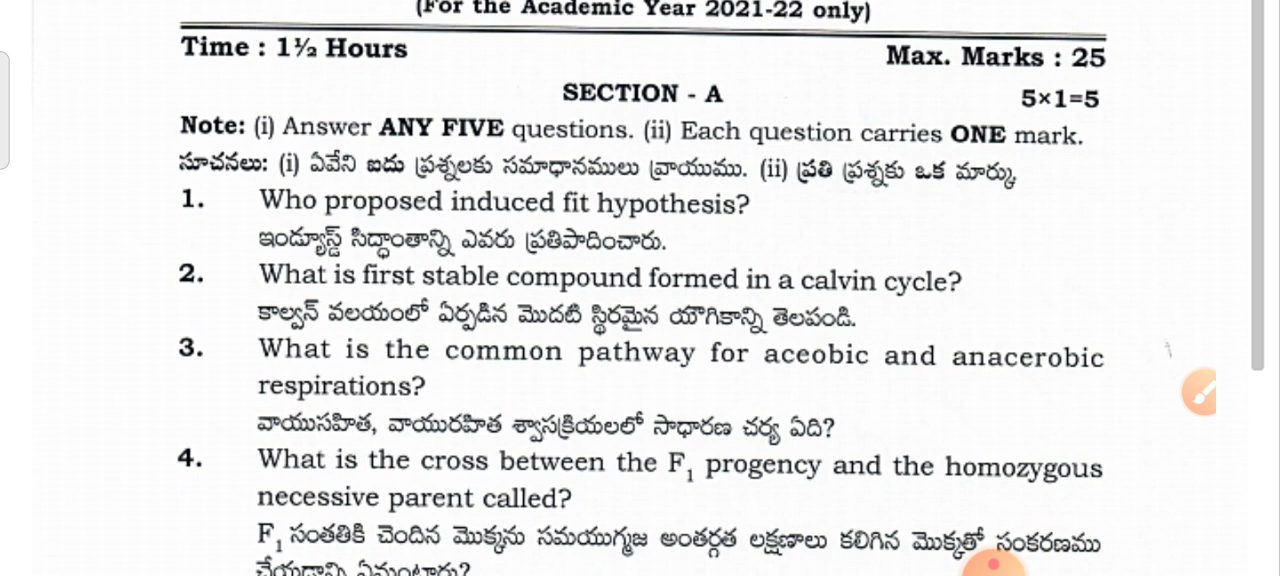 (For the Academic Year 2021-22 only)
Time : 1½ Hours Max. Marks : 25
SECTION - A 5×1=5
Note: (i) Answer ANY FIVE questions. (ii) Each question carries ONE mark.
సూచనలు: (i) ఏవేని ఐదు ప్రశ్నలకు సమాధానములు వ్రాయుము. (ii) ప్రతి ప్రశ్నకు ఒక మార్కు
1. Who proposed induced fit hypothesis?
ఇండ్యూస్డ్ సిద్ధాంతాన్ని ఎవరు ప్రతిపాదించారు.
2. What is first stable compound formed in a calvin cycle?
కాల్వన్ వలయంలో ఏర్పడిన మొదటి స్థిరమైన యౌగికాన్ని తెలపండి.
3. What is the common pathway for aceobic and anacerobic
respirations?
వాయుసహిత, వాయురహిత శ్వాసక్రియలలో సాధారణ చర్య ఏది?
4. What is the cross between the F₁ progency and the homozygous
necessive parent called?
F₁ సంతతికి చెందిన మొక్కను సమయుగ్మజ అంతర్గత లక్షణాలు కలిగిన మొక్కతో సంకరణము
చేయడాన్ని ఏమంటారు?